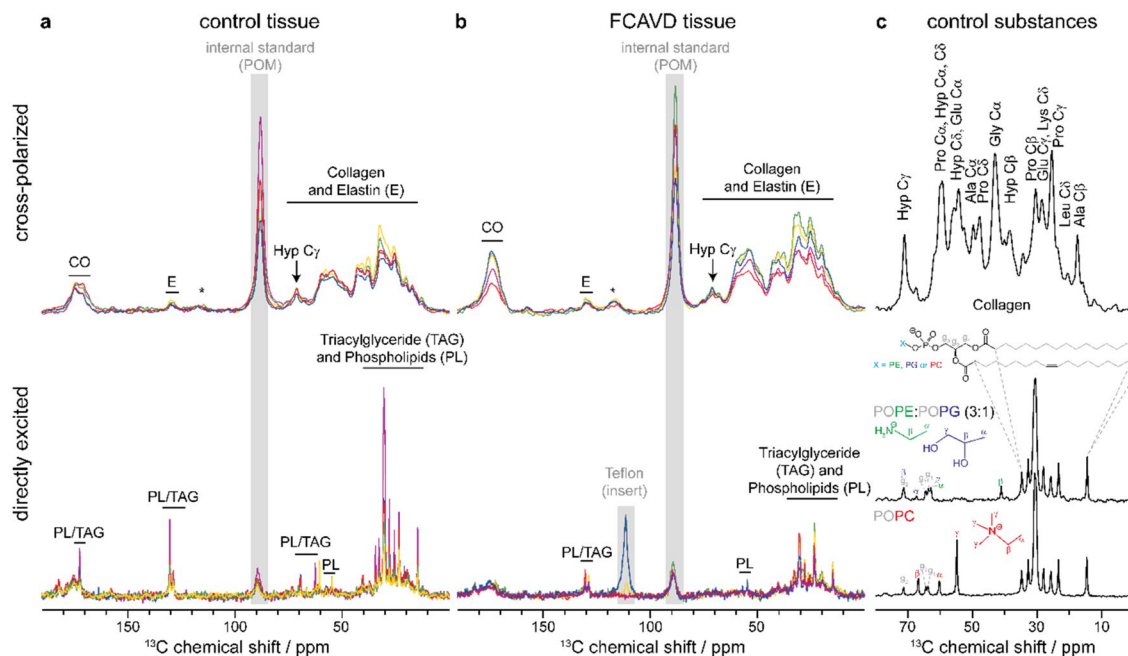 a
control tissue
b
FCAVD tissue
c
control substances
internal standard
(POM)
internal standard
(POM)
cross-polarized
Collagen
and Elastin (E)
CO
E
*
Hyp Cγ
Collagen
and Elastin (E)
CO
E
*
Hyp Cγ
Hyp Cγ
Pro Cα, Hyp Cα, Cδ
Hyp Cδ, Glu Cα
Ala Cα
Pro Cδ
Gly Cα
Hyp Cβ
Pro Cβ
Glu Cγ, Lys Cδ
Pro Cγ
Leu Cδ
Ala Cβ
Collagen
directly excited
Triacylglyceride (TAG)
and Phospholipids (PL)
PL/TAG
PL/TAG
PL/TAG
PL
Teflon
(insert)
Triacylglyceride
(TAG) and
Phospholipids (PL)
PL/TAG
PL
X = PE, PG or PC
POPE:POPG (3:1)
POPC
150
100
50
150
100
50
70
50
30
10
0
¹³C chemical shift / ppm
¹³C chemical shift / ppm
¹³C chemical shift / ppm